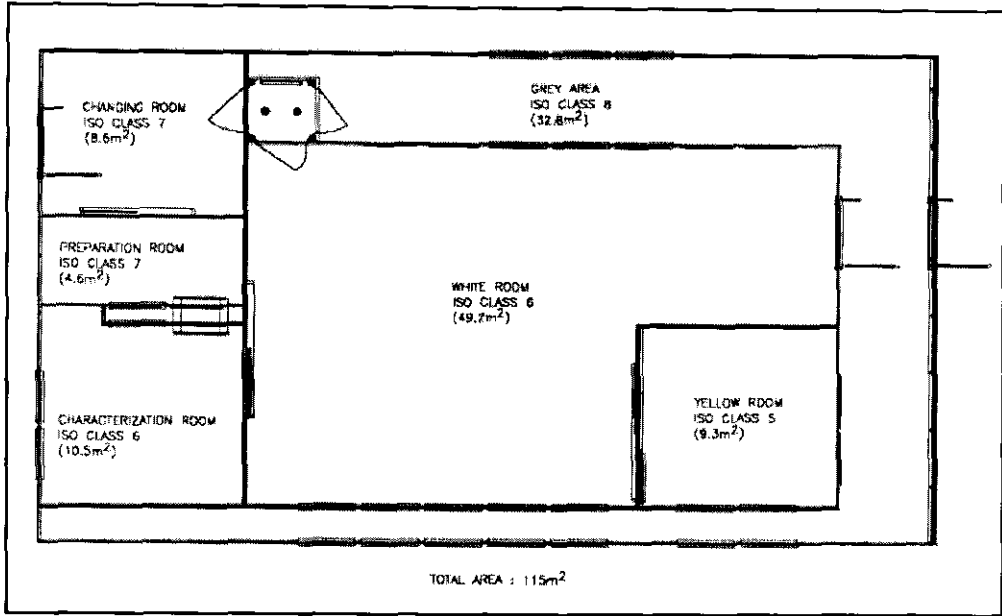 CHANGING ROOM
ISO CLASS 7
(8.6m²)
GREY AREA
ISO CLASS 8
(32.8m²)
PREPARATION ROOM
ISO CLASS 7
(4.6m²)
WHITE ROOM
ISO CLASS 6
(49.2m²)
CHARACTERIZATION ROOM
ISO CLASS 6
(10.5m²)
YELLOW ROOM
ISO CLASS 5
(9.3m²)
TOTAL AREA : 115m²